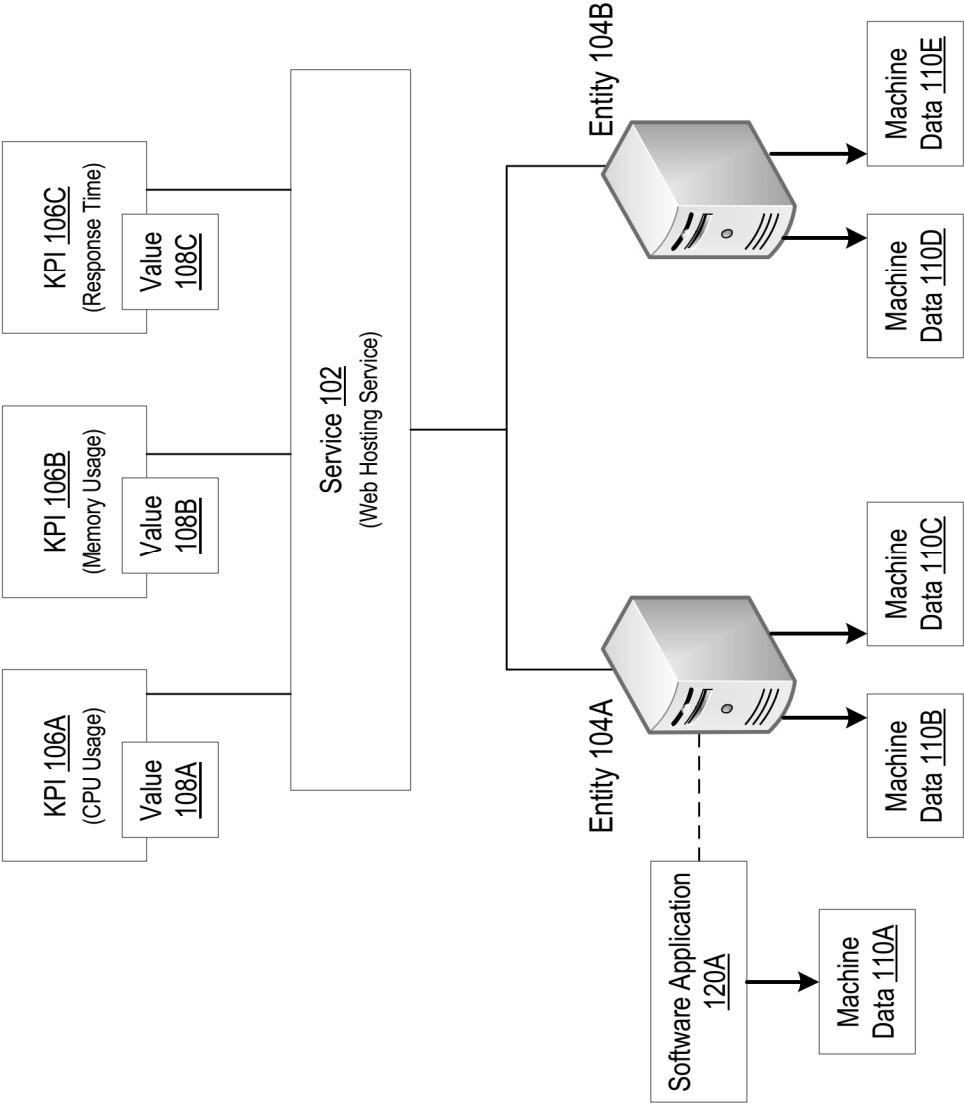 KPI 106A
(CPU Usage)
Value
108A
KPI 106B
(Memory Usage)
Value
108B
KPI 106C
(Response Time)
Value
108C
Service 102
(Web Hosting Service)
Entity 104A
Entity 104B
Software Application
120A
Machine
Data 110A
Machine
Data 110B
Machine
Data 110C
Machine
Data 110D
Machine
Data 110E